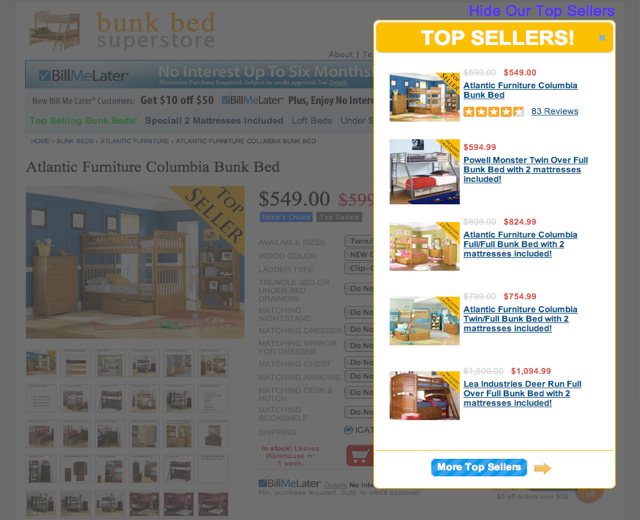 Hide Our Top Sellers
bunk bed
superstore
About | Te
BillMeLater No Interest Up To Six Months!
Minimum Purchase Required. Subject to credit approval.
New Bill Me Later® Customers: Get $10 off $50 BillMeLater Plus, Enjoy No Intere
Top Selling Bunk Beds! Special! 2 Mattresses Included Loft Beds Under $
HOME › BUNK BEDS › ATLANTIC FURNITURE › ATLANTIC FURNITURE COLUMBIA BUNK BED
Atlantic Furniture Columbia Bunk Bed
TOP SELLER
$549.00 $599
Editor's Choice Top Sellers
AVAILABLE SIZES Twin/
WOOD COLOR NEW C
LADDER TYPE Clip-
TRUNDLE BED OR
UNDER-BED
DRAWERS Do No
MATCHING
NIGHTSTAND Do No
MATCHING DRESSER Do No
MATCHING MIRROR
FOR DRESSER Do No
MATCHING CHEST Do No
MATCHING ARMOIRE Do No
MATCHING DESK &
HUTCH Do No
MATCHING
BOOKSHELF Do No
SHIPPING ICAT
In stock! Leaves
Warehouse in:
1 week
BillMeLater
Min. purchase required. Subj. to credit approval.
$5 off orders over $30
off
TOP SELLERS!
×
$699.00 $549.00
Atlantic Furniture Columbia
Bunk Bed
83 Reviews
$594.99
Powell Monster Twin Over Full
Bunk Bed with 2 mattresses
included!
$899.00 $824.99
Atlantic Furniture Columbia
Full/Full Bunk Bed with 2
mattresses included!
$799.00 $754.99
Atlantic Furniture Columbia
Twin/Full Bunk Bed with 2
mattresses included!
$1,500.00 $1,094.99
Lea Industries Deer Run Full
Over Full Bunk Bed with 2
mattresses included!
More Top Sellers